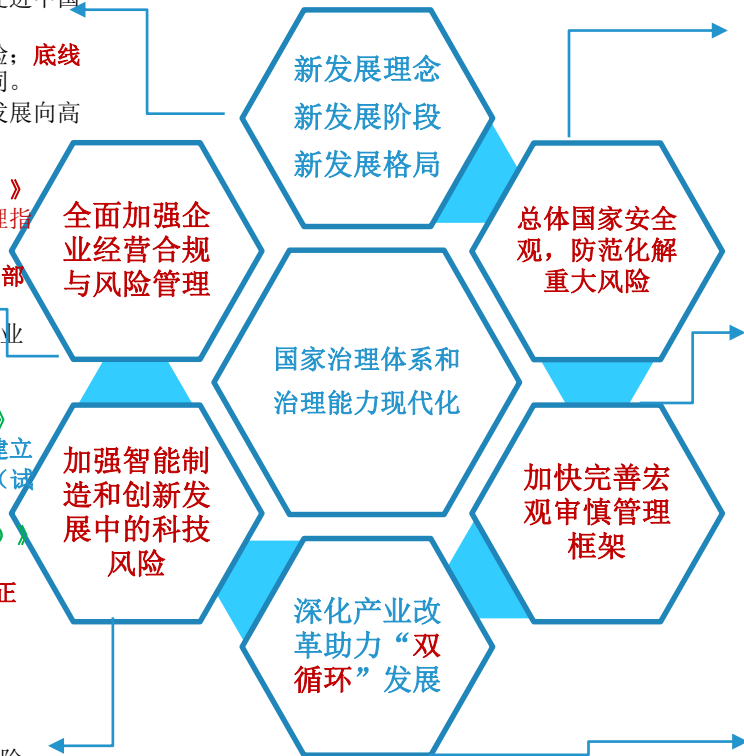 险；底线
发展向高
》
理指
部
业
》
建立
（试
》》
正
新发展理念
新发展阶段
新发展格局
总体国家安全
观，防范化解
重大风险
加快完善宏
观审慎管理
框架
深化产业改
革助力“双
循环”发展
加强智能制
造和创新发
展中的科技
风险
全面加强企
业经营合规
与风险管理
国家治理体系和
治理能力现代化